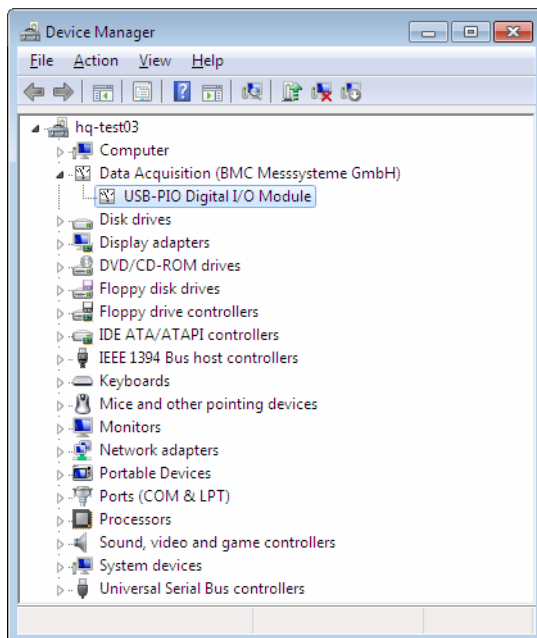 Device Manager
File Action View Help
hq-test03
Computer
Data Acquisition (BMC Messsysteme GmbH)
USB-PIO Digital I/O Module
Disk drives
Display adapters
DVD/CD-ROM drives
Floppy disk drives
Floppy drive controllers
IDE ATA/ATAPI controllers
IEEE 1394 Bus host controllers
Keyboards
Mice and other pointing devices
Monitors
Network adapters
Portable Devices
Ports (COM & LPT)
Processors
Sound, video and game controllers
System devices
Universal Serial Bus controllers